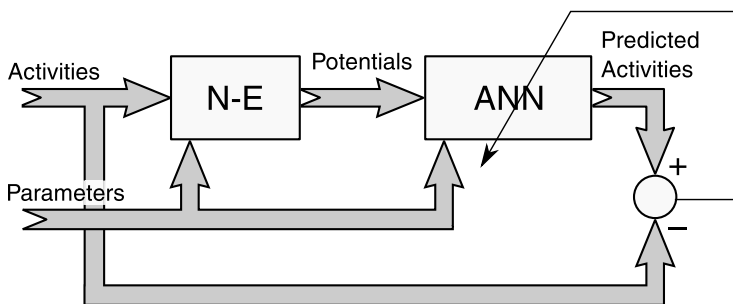 Activities
N-E
Potentials
ANN
Predicted
Activities
Parameters
+
−